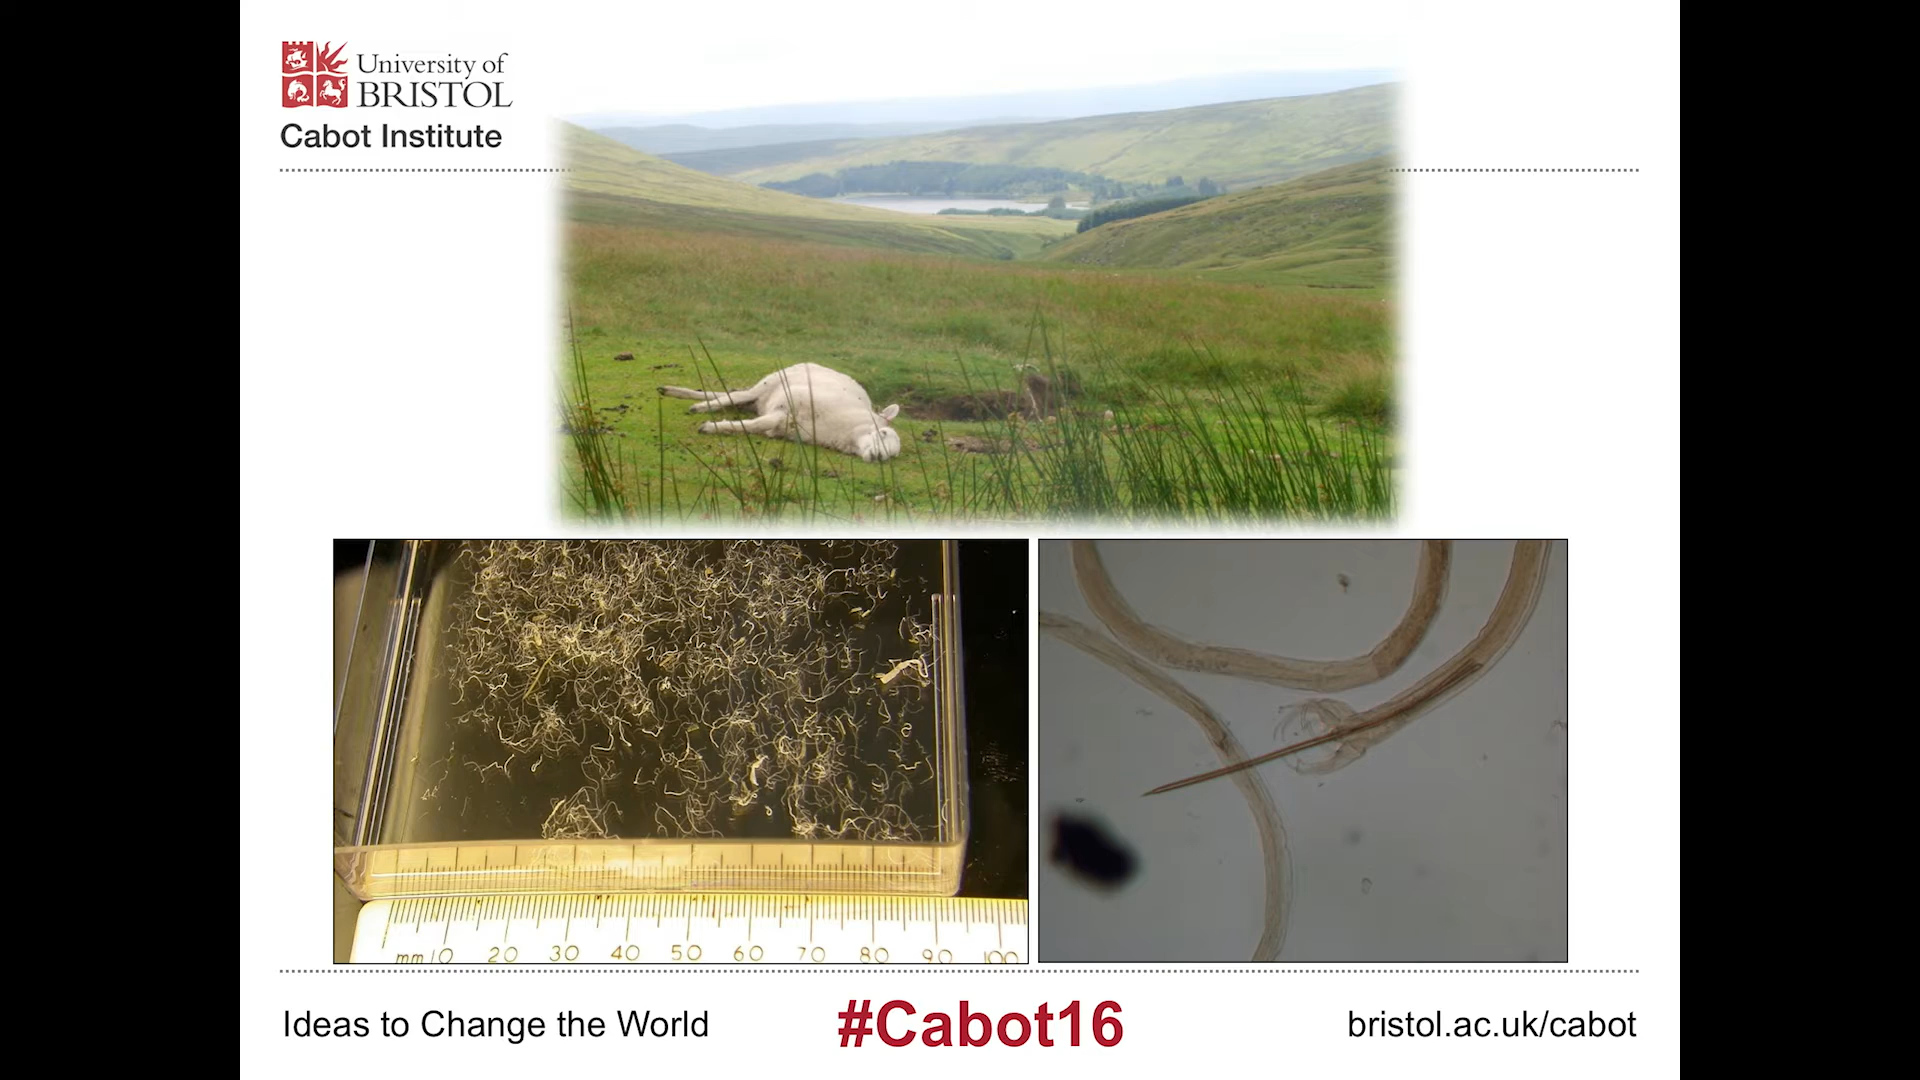 University of
BRISTOL
Cabot Institute
mm 10 20 30 40 50 60 70 80 90 100
Ideas to Change the World
#Cabot16
bristol.ac.uk/cabot